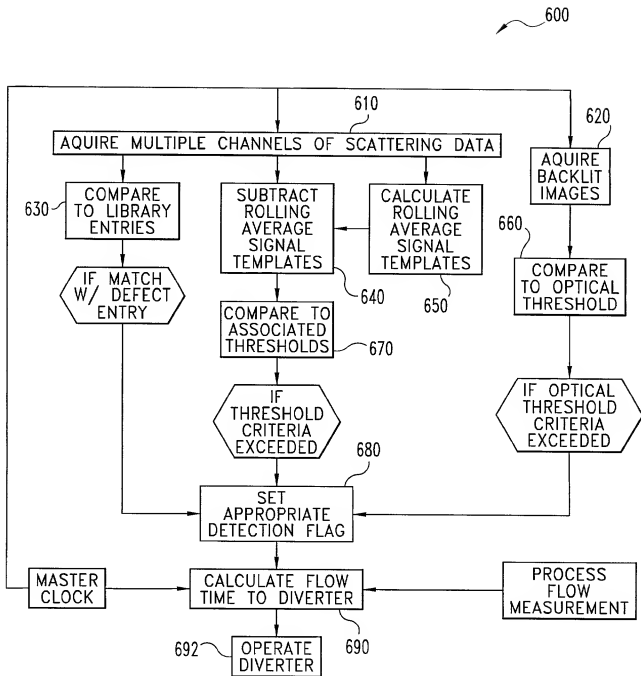 600
610
AQUIRE MULTIPLE CHANNELS OF SCATTERING DATA
620
AQUIRE
BACKLIT
IMAGES
630
COMPARE
TO LIBRARY
ENTRIES
SUBTRACT
ROLLING
AVERAGE
SIGNAL
TEMPLATES
640
CALCULATE
ROLLING
AVERAGE
SIGNAL
TEMPLATES
650
660
COMPARE
TO OPTICAL
THRESHOLD
IF MATCH
W/ DEFECT
ENTRY
COMPARE TO
ASSOCIATED
THRESHOLDS
670
IF
THRESHOLD
CRITERIA
EXCEEDED
IF OPTICAL
THRESHOLD
CRITERIA
EXCEEDED
680
SET
APPROPRIATE
DETECTION FLAG
MASTER
CLOCK
CALCULATE FLOW
TIME TO DIVERTER
690
PROCESS
FLOW
MEASUREMENT
692
OPERATE
DIVERTER